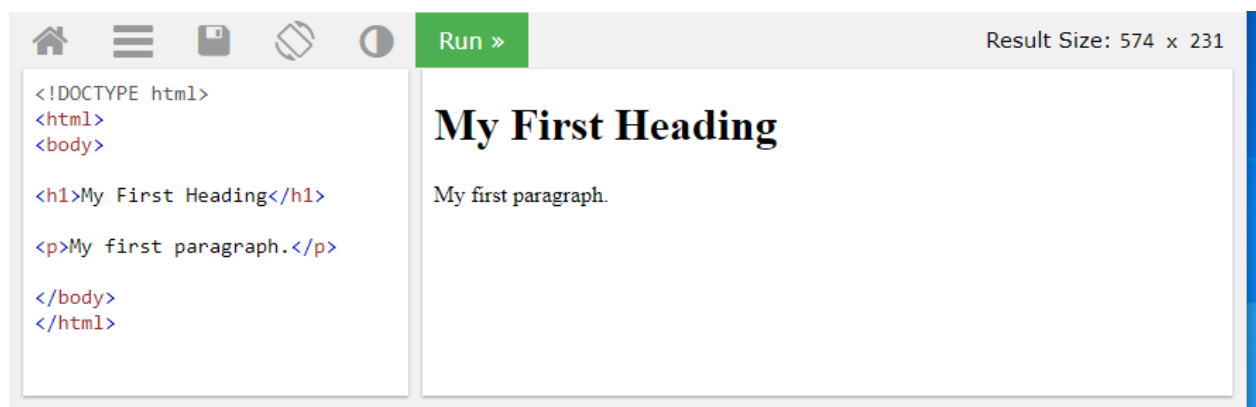 Run »
Result Size: 574 x 231
<!DOCTYPE html>
<html>
<body>
<h1>My First Heading</h1>
<p>My first paragraph.</p>
</body>
</html>
My First Heading
My first paragraph.